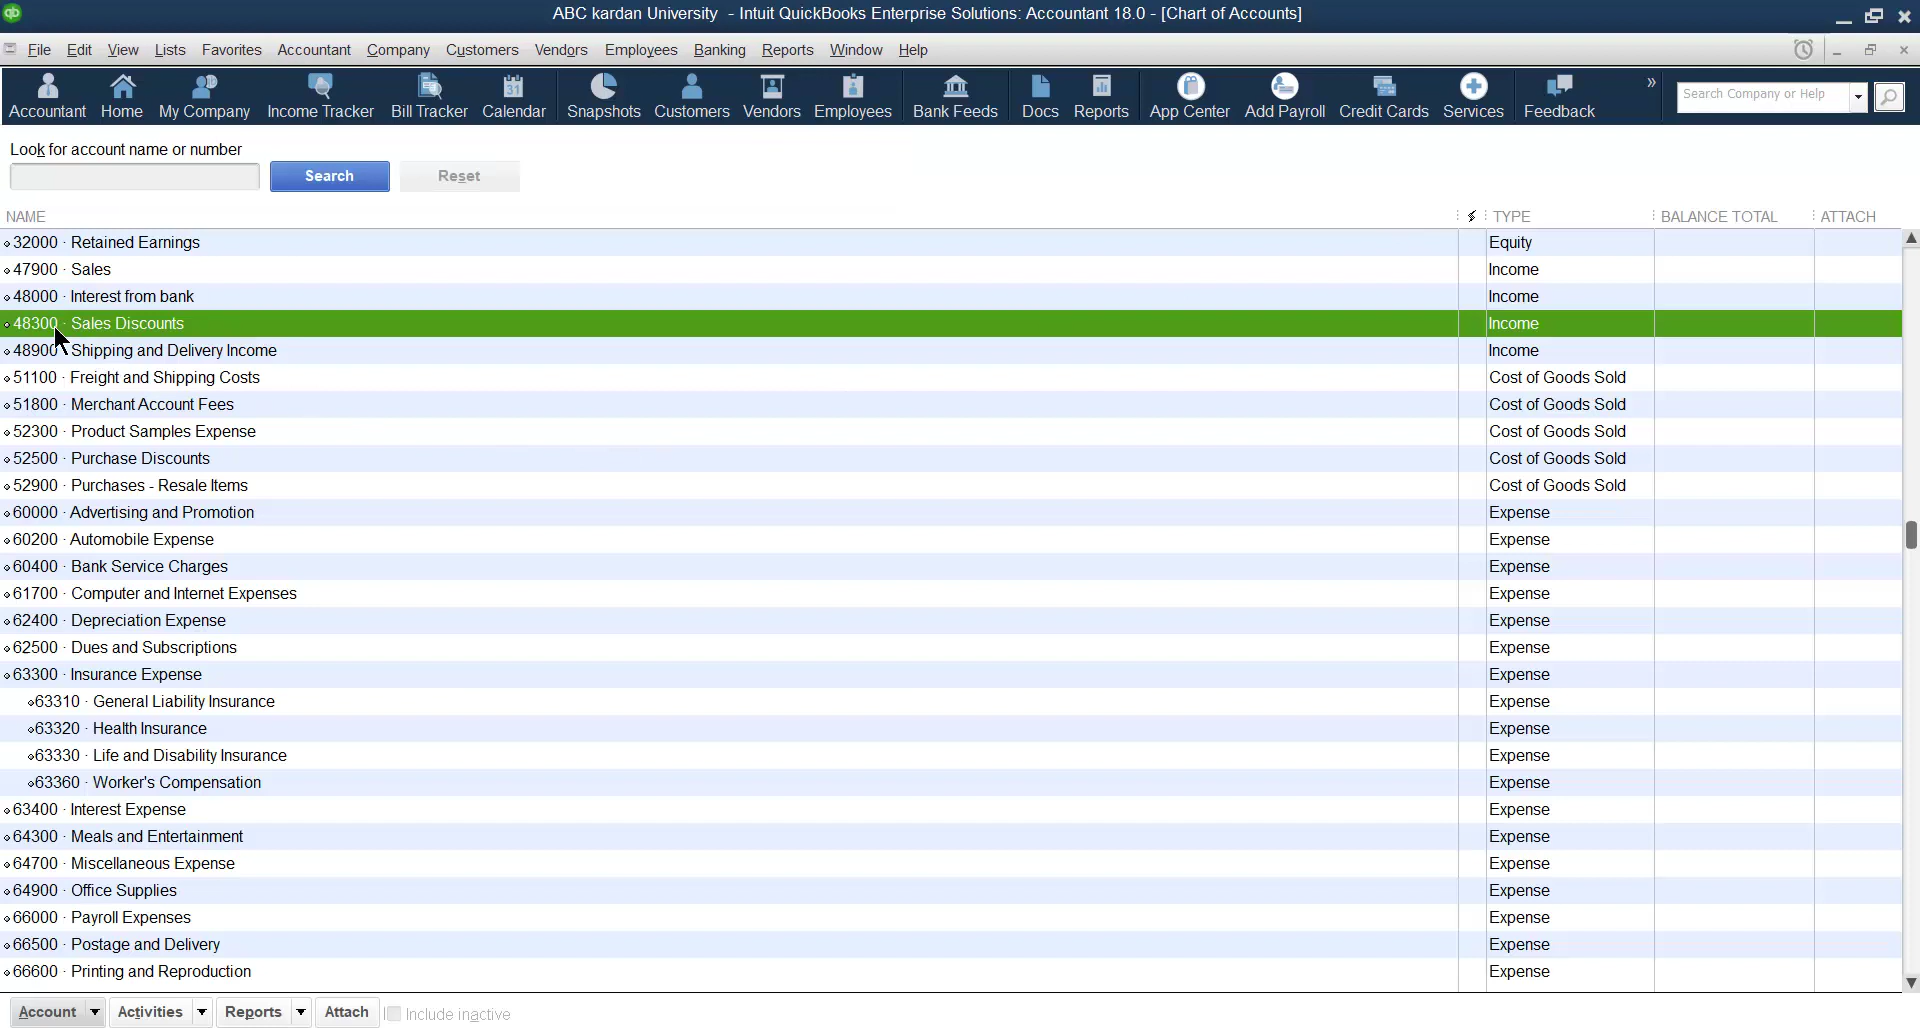 ABC kardan University - Intuit QuickBooks Enterprise Solutions: Accountant 18.0 - [Chart of Accounts]
File Edit View Lists Favorites Accountant Company Customers Vendors Employees Banking Reports Window Help
Accountant Home My Company Income Tracker Bill Tracker Calendar Snapshots Customers Vendors Employees Bank Feeds Docs Reports App Center Add Payroll Credit Cards Services Feedback » Search Company or Help
Look for account name or number
Search Reset
NAME TYPE BALANCE TOTAL ATTACH
32000 · Retained Earnings Equity
47900 · Sales Income
48000 · Interest from bank Income
48300 · Sales Discounts Income
48900 · Shipping and Delivery Income Income
51100 · Freight and Shipping Costs Cost of Goods Sold
51800 · Merchant Account Fees Cost of Goods Sold
52300 · Product Samples Expense Cost of Goods Sold
52500 · Purchase Discounts Cost of Goods Sold
52900 · Purchases - Resale Items Cost of Goods Sold
60000 · Advertising and Promotion Expense
60200 · Automobile Expense Expense
60400 · Bank Service Charges Expense
61700 · Computer and Internet Expenses Expense
62400 · Depreciation Expense Expense
62500 · Dues and Subscriptions Expense
63300 · Insurance Expense Expense
63310 · General Liability Insurance Expense
63320 · Health Insurance Expense
63330 · Life and Disability Insurance Expense
63360 · Worker's Compensation Expense
63400 · Interest Expense Expense
64300 · Meals and Entertainment Expense
64700 · Miscellaneous Expense Expense
64900 · Office Supplies Expense
66000 · Payroll Expenses Expense
66500 · Postage and Delivery Expense
66600 · Printing and Reproduction Expense
Account Activities Reports Attach Include inactive